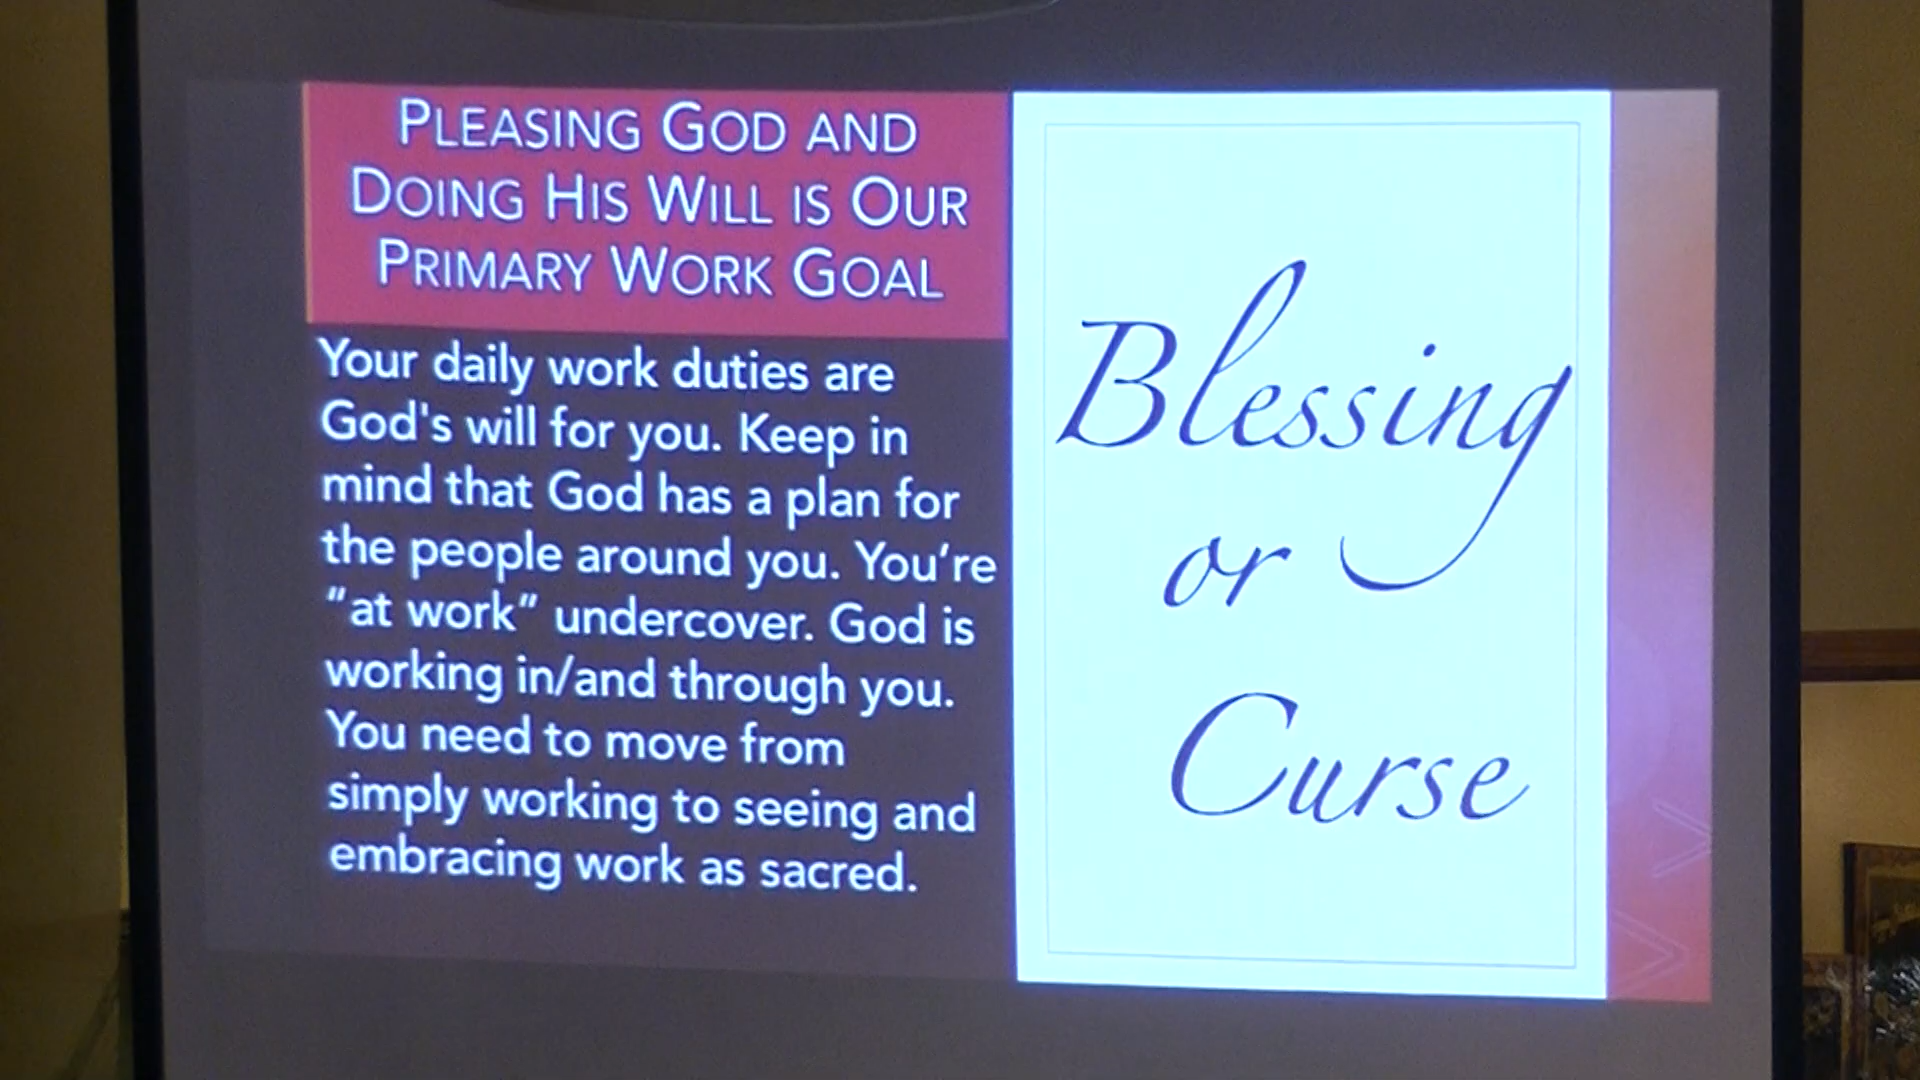 PLEASING GOD AND
DOING HIS WILL IS OUR
PRIMARY WORK GOAL
Your daily work duties are
God's will for you. Keep in
mind that God has a plan for
the people around you. You’re
"at work" undercover. God is
working in/and through you.
You need to move from
simply working to seeing and
embracing work as sacred.
Blessing
or
Curse